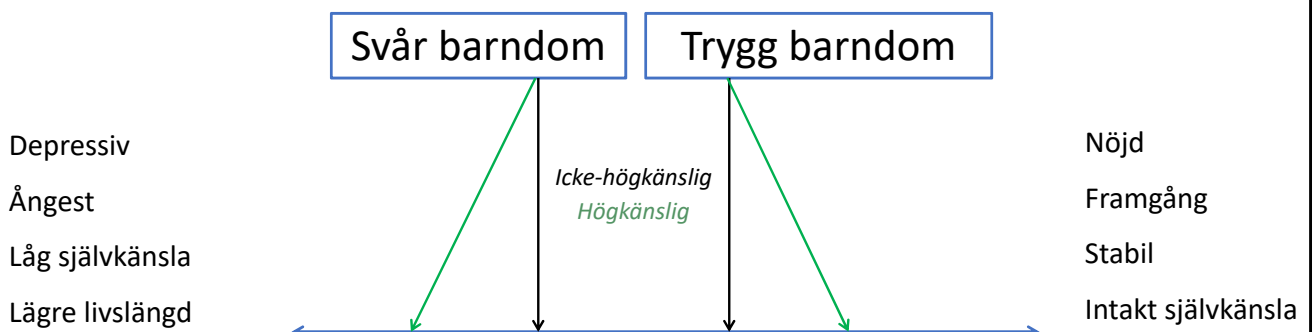 Svår barndom
Trygg barndom
Depressiv
Ångest
Låg självkänsla
Lägre livslängd
Icke-högkänslig
Högkänslig
Nöjd
Framgång
Stabil
Intakt självkänsla